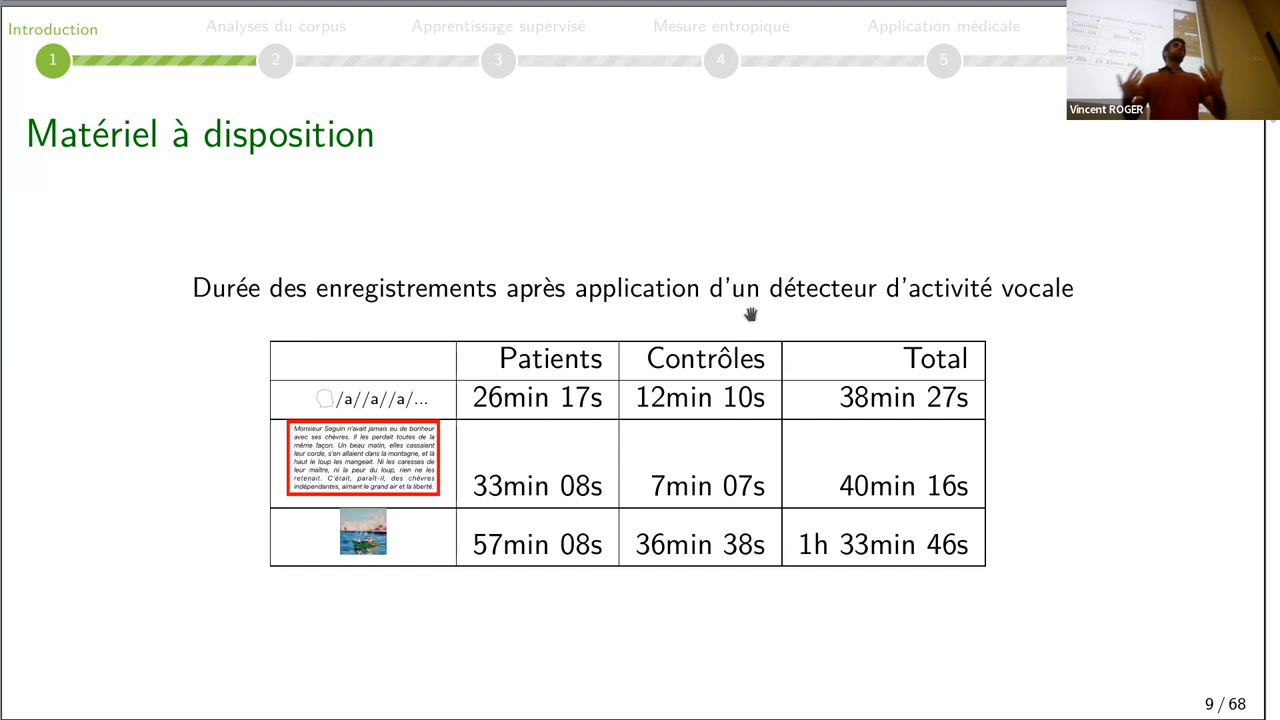 Introduction
Analyses du corpus
Apprentissage supervisé
Mesure entropique
Application médicale
1
2
3
4
5
Vincent ROGER
Matériel à disposition
Durée des enregistrements après application d'un détecteur d'activité vocale
Patients Contrôles Total
/a//a//a/... 26min 17s 12min 10s 38min 27s
Monsieur Seguin n'avait jamais eu de bonheur
avec ses chèvres. Il les perdait toutes de la
même façon. Un beau matin, elles cassaient
leur corde, s'en allaient dans la montagne, et là
haut le loup les mangeait. Ni les caresses de
leur maître, ni la peur du loup, rien ne les
retenait. C'était, paraît-il, des chèvres
indépendantes, aimant le grand air et la liberté.
33min 08s 7min 07s 40min 16s
57min 08s 36min 38s 1h 33min 46s
9 / 68